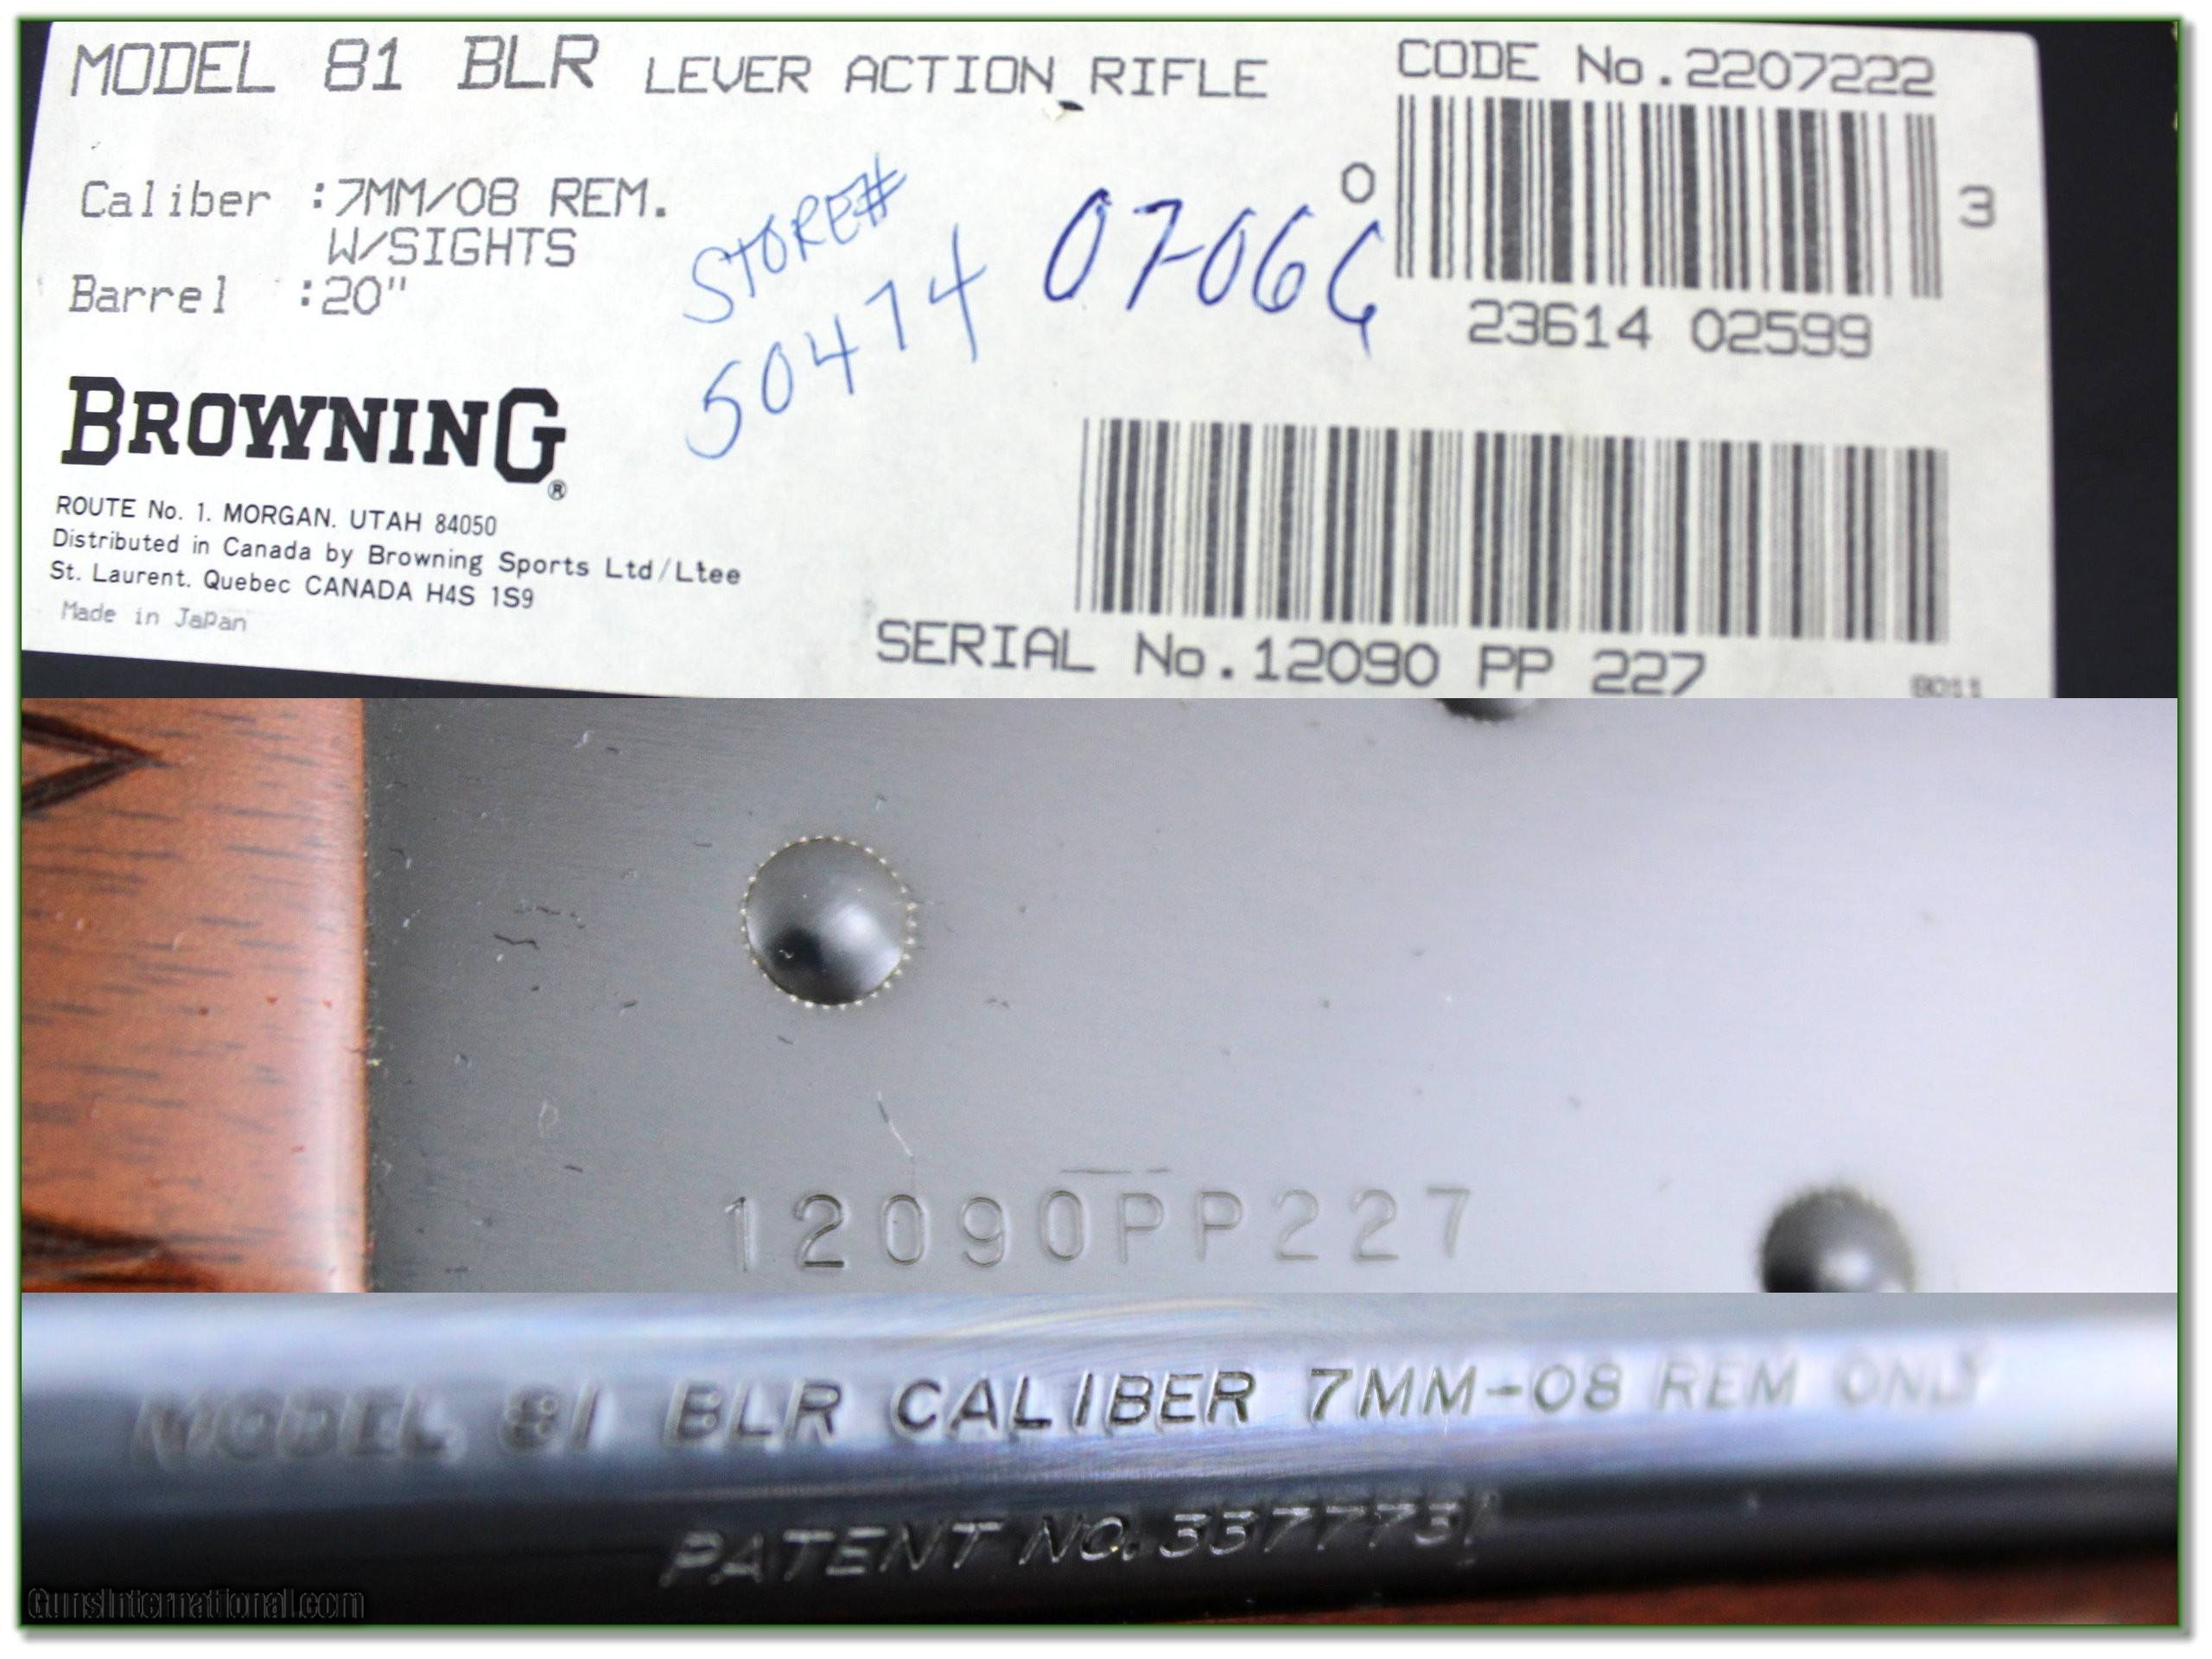 MODEL 81 BLR LEVER ACTION RIFLE
CODE No.2207222
Caliber :7MM/08 REM.
W/SIGHTS
Barrel :20"
STORE#
50474
0 3
23614 02599
BROWNING®
ROUTE No. 1. MORGAN. UTAH 84050
Distributed in Canada by Browning Sports Ltd/Ltee
St. Laurent. Quebec CANADA H4S 1S9
Made in Japan
SERIAL No.12090 PP 227
8011
12090PP227
MODEL 81 BLR CALIBER 7MM-08 REM ONLY
PATENT NO. 3377731
GunsInternational.com